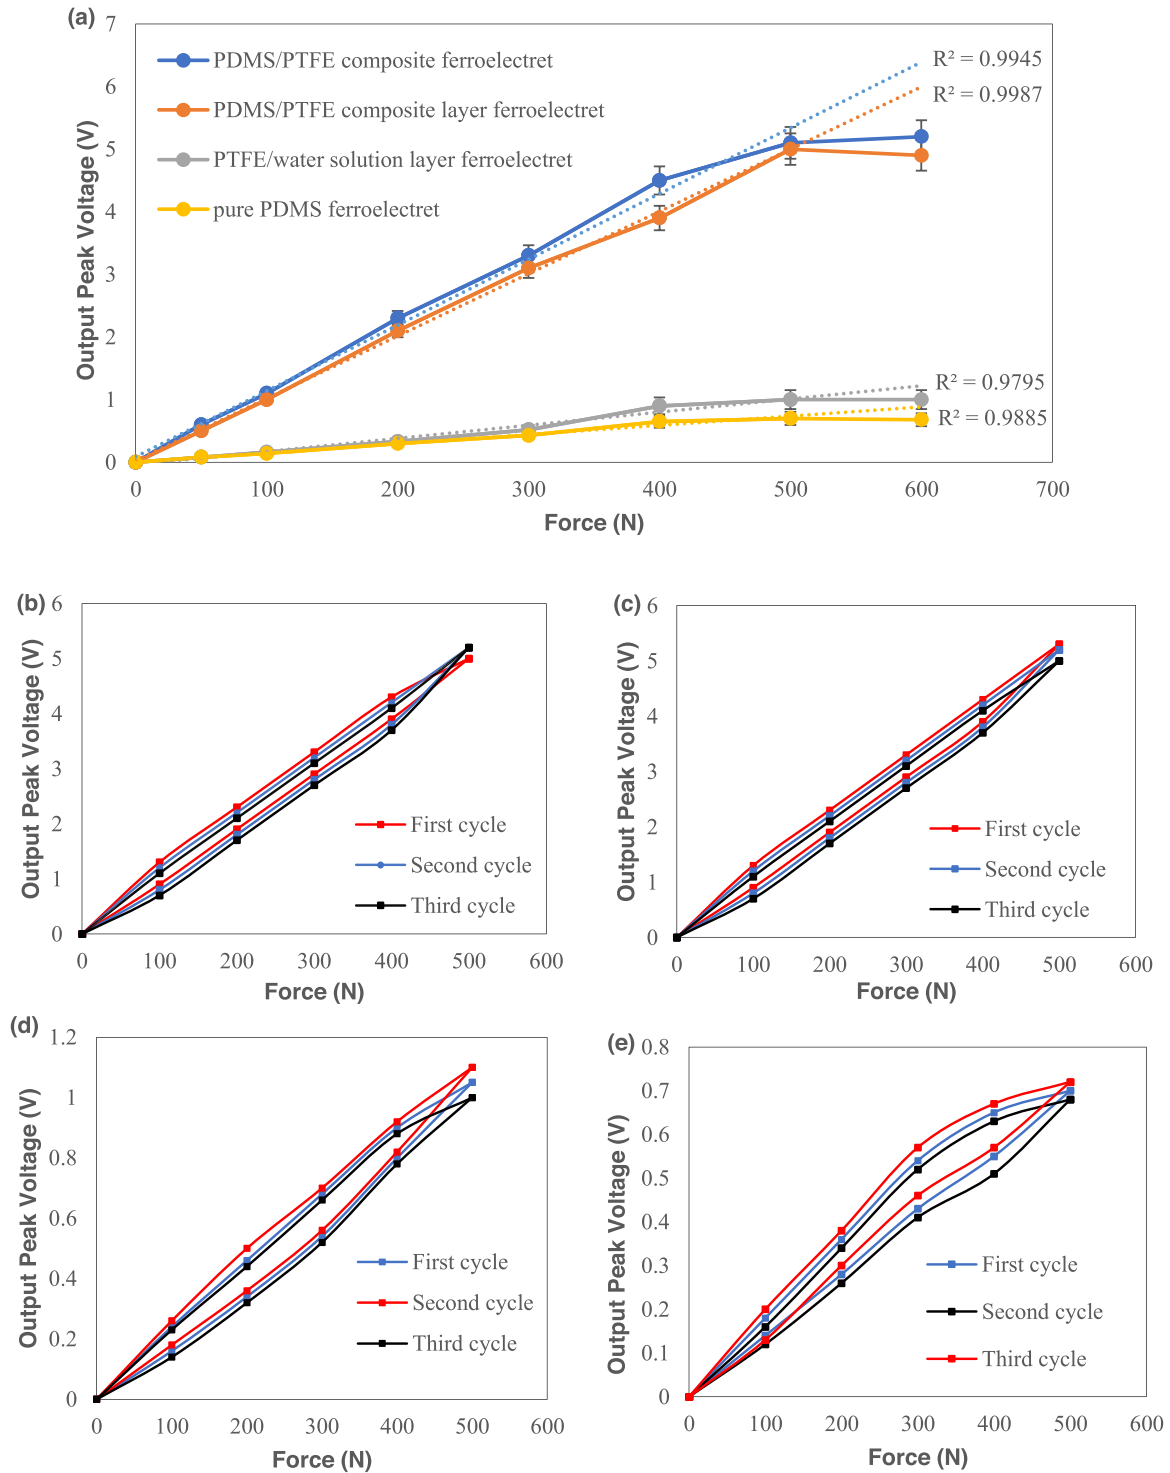 (a)
7
6
5
4
3
2
1
0
Output Peak Voltage (V)
PDMS/PTFE composite ferroelectret
PDMS/PTFE composite layer ferroelectret
PTFE/water solution layer ferroelectret
pure PDMS ferroelectret
R² = 0.9945
R² = 0.9987
R² = 0.9795
R² = 0.9885
0 100 200 300 400 500 600 700
Force (N)
(b)
6
5
4
3
2
1
0
Output Peak Voltage (V)
First cycle
Second cycle
Third cycle
0 100 200 300 400 500 600
Force (N)
(c)
6
5
4
3
2
1
0
Output Peak Voltage (V)
First cycle
Second cycle
Third cycle
0 100 200 300 400 500 600
Force (N)
(d)
1.2
1
0.8
0.6
0.4
0.2
0
Output Peak Voltage (V)
First cycle
Second cycle
Third cycle
0 100 200 300 400 500 600
Force (N)
(e)
0.8
0.7
0.6
0.5
0.4
0.3
0.2
0.1
0
Output Peak Voltage (V)
First cycle
Second cycle
Third cycle
0 100 200 300 400 500 600
Force (N)